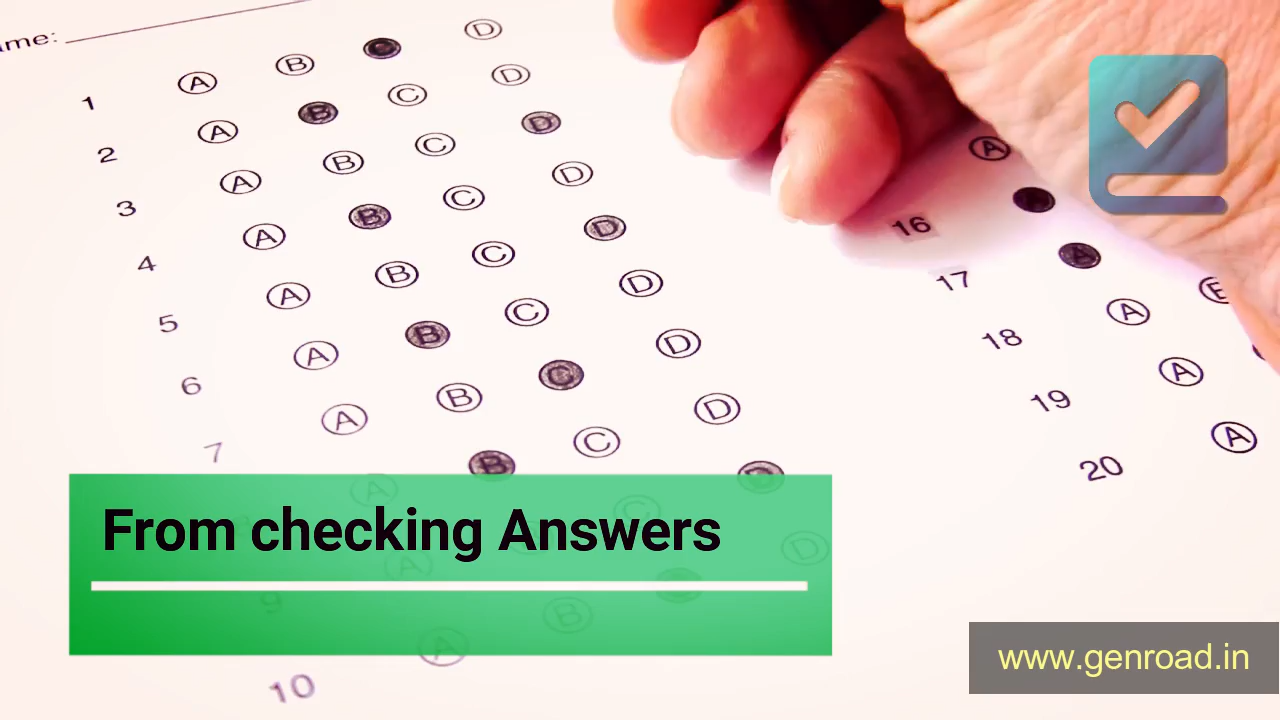 ame:
1 A B C D
2 A B C D
3 A B C D
4 A B C D
5 A B C D
6 A B C D
7 A B C D
A B C D
9 A C D
10 A B D
A
16
17 A
18 A
19 A
20 A
From checking Answers
www.genroad.in